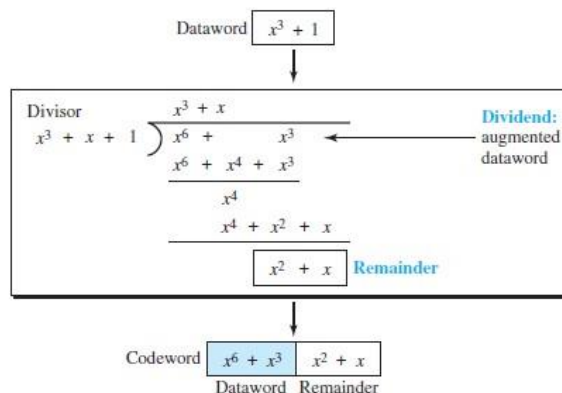 Dataword x³ + 1
Divisor
x³ + x
Dividend:
augmented
dataword
x³ + x + 1 ) x⁶ + x³
x⁶ + x⁴ + x³
x⁴
x⁴ + x² + x
x² + x Remainder
Codeword x⁶ + x³ x² + x
Dataword Remainder